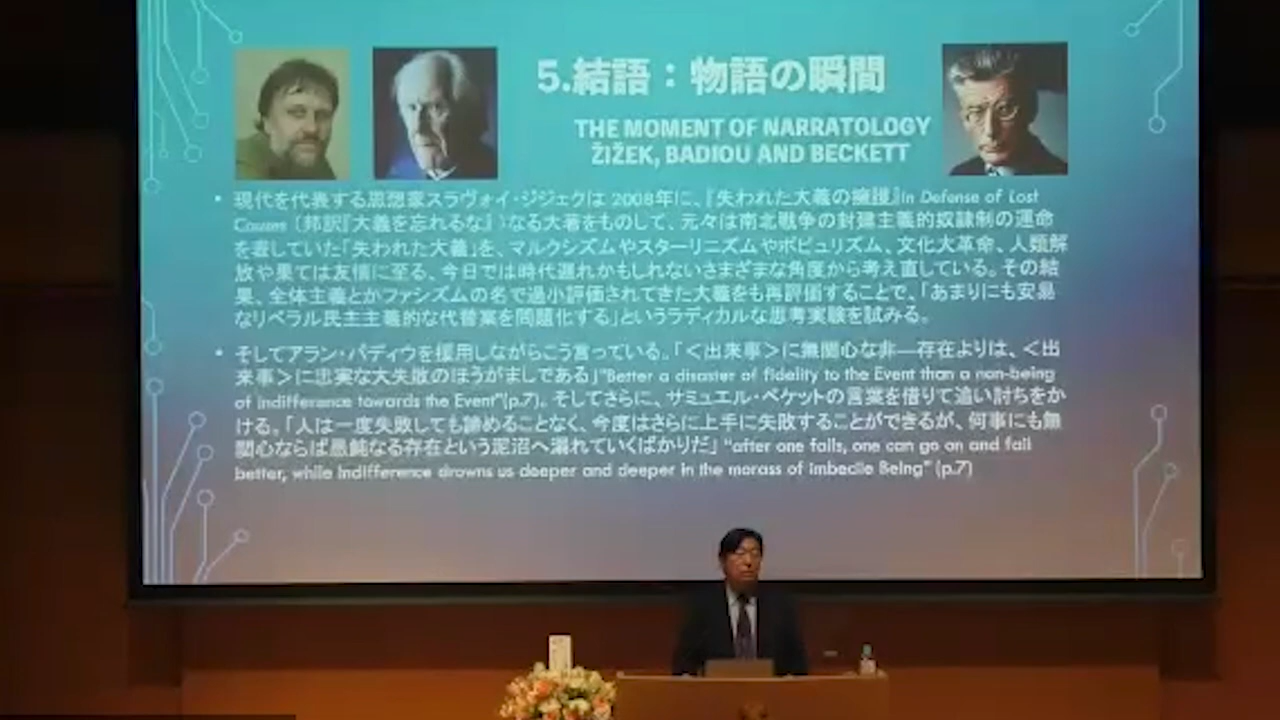 5.結語：物語の瞬間
THE MOMENT OF NARRATOLOGY
ŽIŽEK, BADIOU AND BECKETT
• 現代を代表する思想家スラヴォイ・ジジェクは 2008年に、『失われた大義の擁護』In Defense of Lost
Causes （邦訳『大義を忘れるな』）なる大著をものして、元々は南北戦争の封建主義的奴隷制の運命
を差していた「失われた大義」を、マルクシズムやスターリニズムやポピュリズム、文化大革命、人類解
放や果ては友情に至る、今日では時代遅れかもしれないさまざまな角度から考え直している。その結
果、全体主義とかファシズムの名で過小評価されてきた大義をも再評価することで、「あまりにも安易
なリベラル民主主義的な代替案を問題化する」というラディカルな思考実験を試みる。
• そしてアラン・バディウを援用しながらこう言っている。「＜出来事＞に無関心な非―存在よりは、＜出
来事＞に忠実な大失敗のほうがましである」"Better a disaster of fidelity to the Event than a non-being
of indifference towards the Event"(p.7)。そしてさらに、サミュエル・ベケットの言葉を借りて追い討ちをか
ける。「人は一度失敗しても諦めることなく、今度はさらに上手に失敗することができるが、何事にも無
関心ならば愚鈍なる存在という泥沼へ溺れていくばかりだ」 "after one fails, one can go on and fail
better, while indifference drowns us deeper and deeper in the morass of imbecile Being" (p.7)